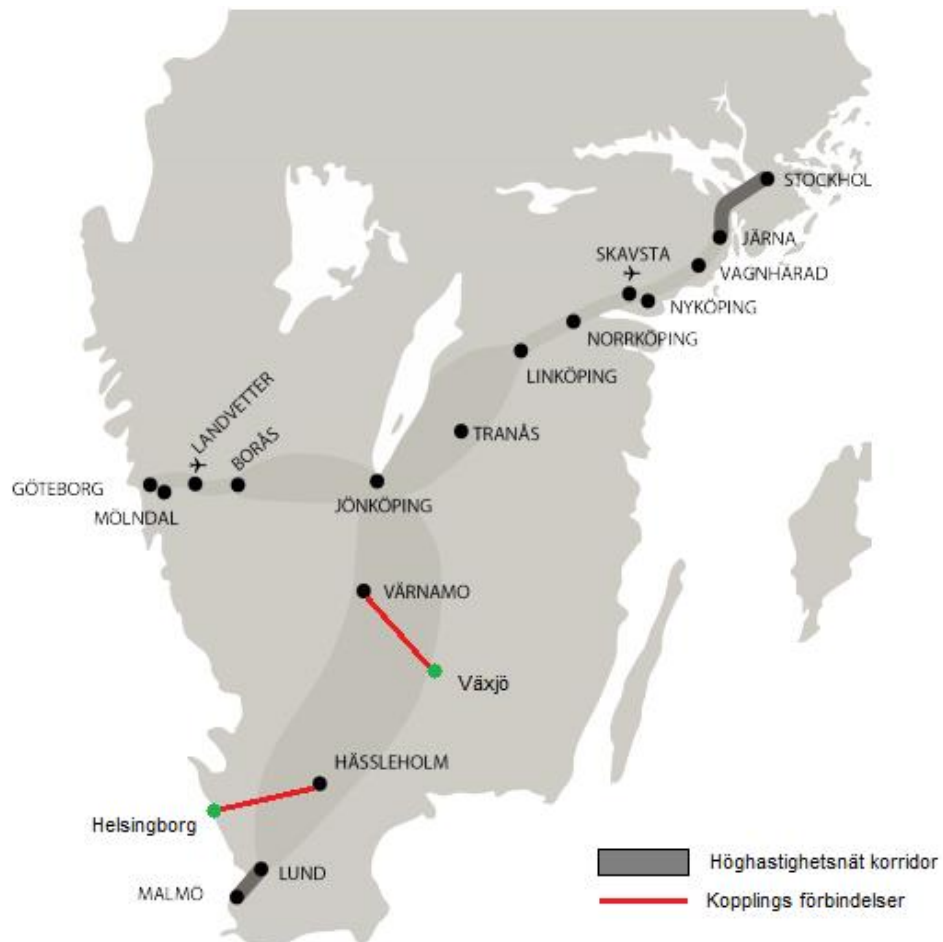 STOCKHOL
JÄRNA
SKAVSTA
VAGNHÄRAD
NYKÖPING
NORRKÖPING
LINKÖPING
TRANÅS
LANDVETTER
BORÅS
GÖTEBORG
MÖLNDAL
JÖNKÖPING
VÄRNAMO
Växjö
HÄSSLEHOLM
Helsingborg
LUND
MALMÖ
Höghastighetsnät korridor
Kopplings förbindelser